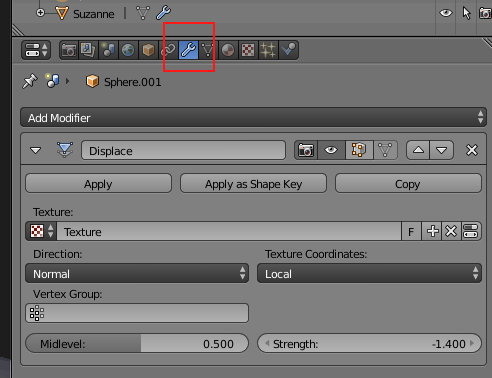 Suzanne
Sphere.001
Add Modifier
Displace
Apply Apply as Shape Key Copy
Texture:
Texture F
Direction: Texture Coordinates:
Normal Local
Vertex Group:
Midlevel: 0.500 Strength: -1.400